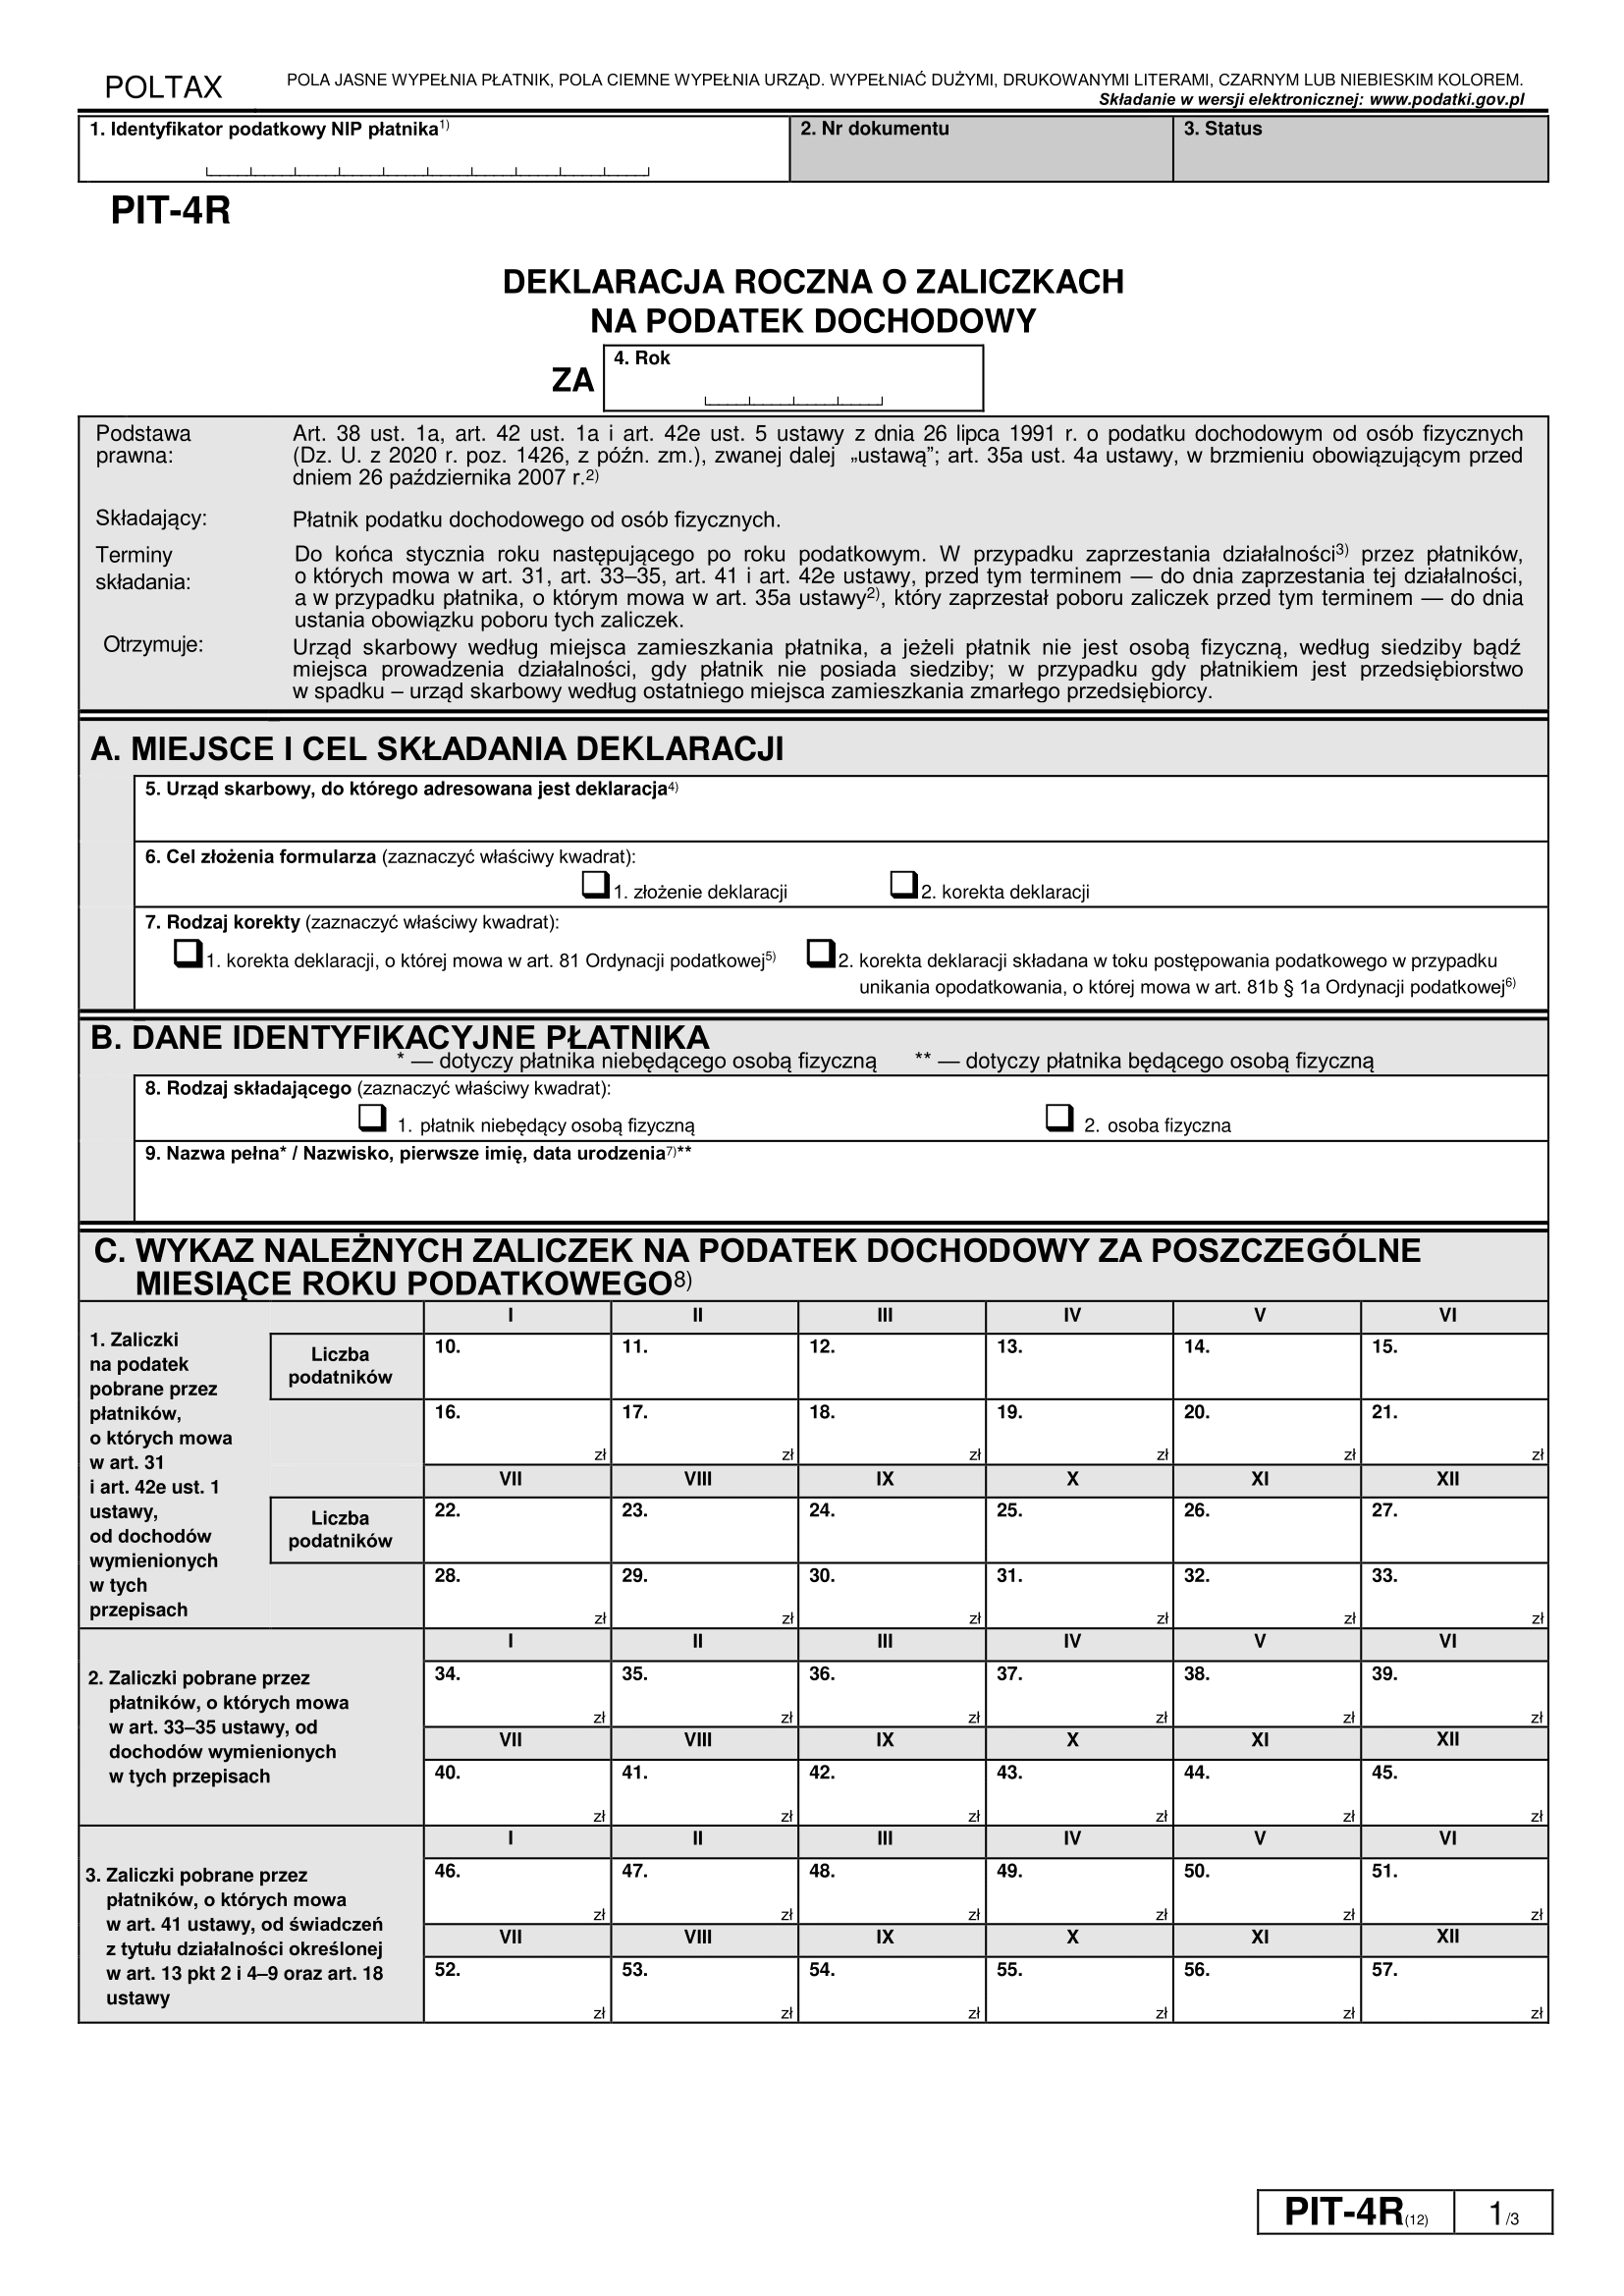 POLTAX
POLA JASNE WYPEŁNIA PŁATNIK, POLA CIEMNE WYPEŁNIA URZĄD. WYPEŁNIAĆ DUŻYMI, DRUKOWANYMI LITERAMI, CZARNYM LUB NIEBIESKIM KOLOREM.
Składanie w wersji elektronicznej: www.podatki.gov.pl
1. Identyfikator podatkowy NIP płatnika1)
2. Nr dokumentu
3. Status
PIT-4R
DEKLARACJA ROCZNA O ZALICZKACH
NA PODATEK DOCHODOWY
ZA
4. Rok
Podstawa
prawna:
Art. 38 ust. 1a, art. 42 ust. 1a i art. 42e ust. 5 ustawy z dnia 26 lipca 1991 r. o podatku dochodowym od osób fizycznych
(Dz. U. z 2020 r. poz. 1426, z późn. zm.), zwanej dalej „ustawą”; art. 35a ust. 4a ustawy, w brzmieniu obowiązującym przed
dniem 26 października 2007 r.2)
Składający:
Płatnik podatku dochodowego od osób fizycznych.
Terminy
składania:
Do końca stycznia roku następującego po roku podatkowym. W przypadku zaprzestania działalności3) przez płatników,
o których mowa w art. 31, art. 33–35, art. 41 i art. 42e ustawy, przed tym terminem — do dnia zaprzestania tej działalności,
a w przypadku płatnika, o którym mowa w art. 35a ustawy2), który zaprzestał poboru zaliczek przed tym terminem — do dnia
ustania obowiązku poboru tych zaliczek.
Otrzymuje:
Urząd skarbowy według miejsca zamieszkania płatnika, a jeżeli płatnik nie jest osobą fizyczną, według siedziby bądź
miejsca prowadzenia działalności, gdy płatnik nie posiada siedziby; w przypadku gdy płatnikiem jest przedsiębiorstwo
w spadku – urząd skarbowy według ostatniego miejsca zamieszkania zmarłego przedsiębiorcy.
A. MIEJSCE I CEL SKŁADANIA DEKLARACJI
5. Urząd skarbowy, do którego adresowana jest deklaracja4)
6. Cel złożenia formularza (zaznaczyć właściwy kwadrat):
1. złożenie deklaracji
2. korekta deklaracji
7. Rodzaj korekty (zaznaczyć właściwy kwadrat):
1. korekta deklaracji, o której mowa w art. 81 Ordynacji podatkowej5)
2. korekta deklaracji składana w toku postępowania podatkowego w przypadku
unikania opodatkowania, o której mowa w art. 81b § 1a Ordynacji podatkowej6)
B. DANE IDENTYFIKACYJNE PŁATNIKA
* — dotyczy płatnika niebędącego osobą fizyczną ** — dotyczy płatnika będącego osobą fizyczną
8. Rodzaj składającego (zaznaczyć właściwy kwadrat):
1. płatnik niebędący osobą fizyczną
2. osoba fizyczna
9. Nazwa pełna* / Nazwisko, pierwsze imię, data urodzenia7)**
C. WYKAZ NALEŻNYCH ZALICZEK NA PODATEK DOCHODOWY ZA POSZCZEGÓLNE
MIESIĄCE ROKU PODATKOWEGO8)
1. Zaliczki
na podatek
pobrane przez
płatników,
o których mowa
w art. 31
i art. 42e ust. 1
ustawy,
od dochodów
wymienionych
w tych
przepisach
I II III IV V VI
Liczba
podatników
10. 11. 12. 13. 14. 15.
16. 17. 18. 19. 20. 21.
zł zł zł zł zł zł
VII VIII IX X XI XII
Liczba
podatników
22. 23. 24. 25. 26. 27.
28. 29. 30. 31. 32. 33.
zł zł zł zł zł zł
2. Zaliczki pobrane przez
płatników, o których mowa
w art. 33–35 ustawy, od
dochodów wymienionych
w tych przepisach
I II III IV V VI
34. 35. 36. 37. 38. 39.
zł zł zł zł zł zł
VII VIII IX X XI XII
40. 41. 42. 43. 44. 45.
zł zł zł zł zł zł
3. Zaliczki pobrane przez
płatników, o których mowa
w art. 41 ustawy, od świadczeń
z tytułu działalności określonej
w art. 13 pkt 2 i 4–9 oraz art. 18
ustawy
I II III IV V VI
46. 47. 48. 49. 50. 51.
zł zł zł zł zł zł
VII VIII IX X XI XII
52. 53. 54. 55. 56. 57.
zł zł zł zł zł zł
PIT-4R(12) 1/3